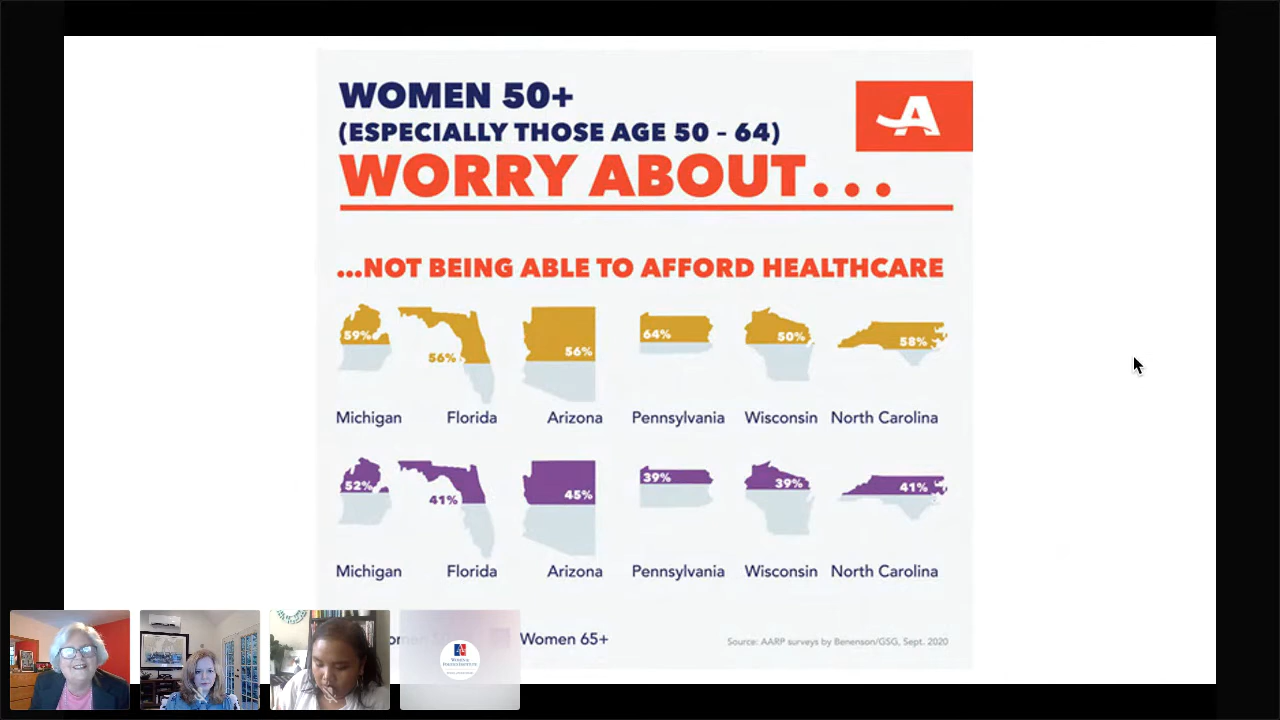 WOMEN 50+
(ESPECIALLY THOSE AGE 50 – 64)
WORRY ABOUT...
...NOT BEING ABLE TO AFFORD HEALTHCARE
59% 56% 56% 64% 50% 58%
Michigan Florida Arizona Pennsylvania Wisconsin North Carolina
52% 41% 45% 39% 39% 41%
Michigan Florida Arizona Pennsylvania Wisconsin North Carolina
Women 65+
Source: AARP surveys by Benenson/GSG, Sept. 2020